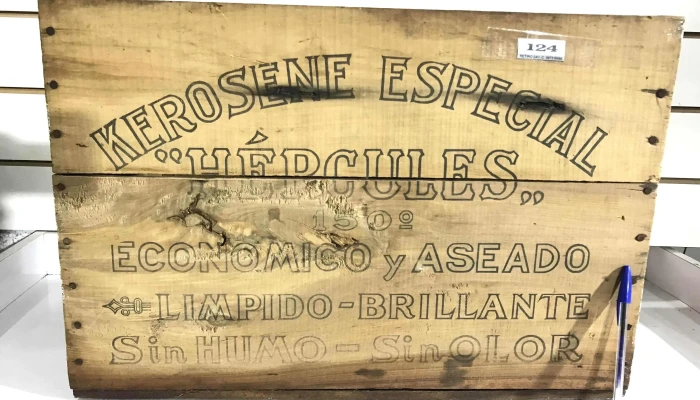 124
KEROSENE ESPECIAL
"HÉRCULES„
150º
ECONOMICO y ASEADO
LIMPIDO-BRILLANTE
Sin HUMO - Sin OLOR